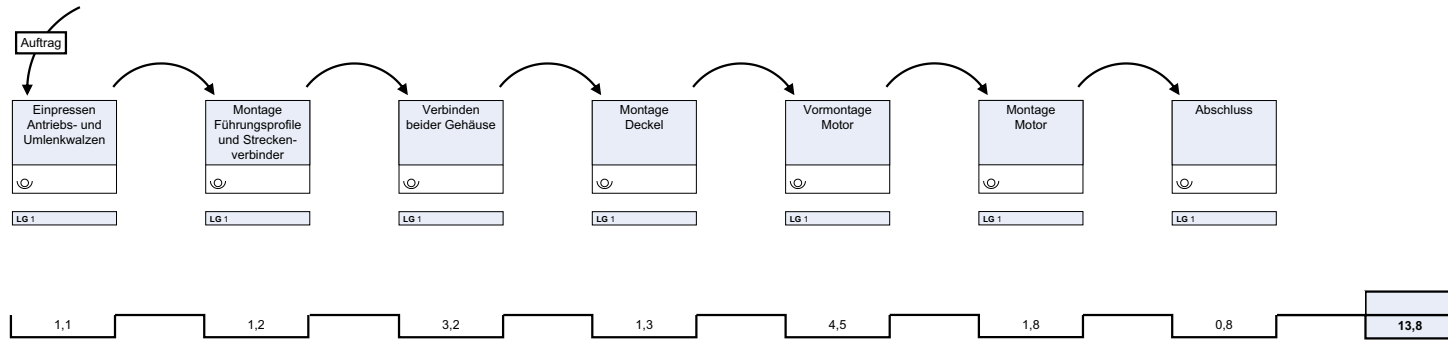 Auftrag
Einpressen
Antriebs- und
Umlenkwalzen
Montage
Führungsprofile
und Strecken-
verbinder
Verbinden
beider Gehäuse
Montage
Deckel
Vormontage
Motor
Montage
Motor
Abschluss
LG 1
LG 1
LG 1
LG 1
LG 1
LG 1
LG 1
1,1
1,2
3,2
1,3
4,5
1,8
0,8
13,8